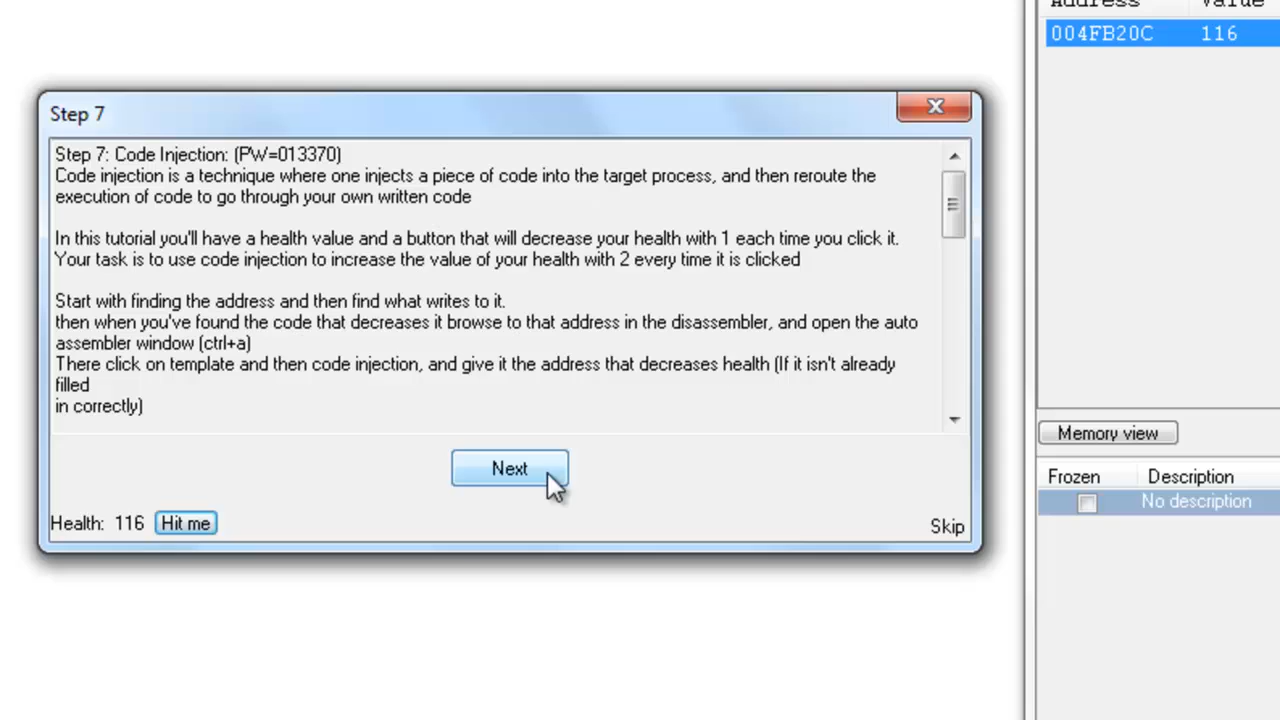 Address Value
004FB20C 116
Step 7
Step 7: Code Injection: (PW=013370)
Code injection is a technique where one injects a piece of code into the target process, and then reroute the
execution of code to go through your own written code
In this tutorial you'll have a health value and a button that will decrease your health with 1 each time you click it.
Your task is to use code injection to increase the value of your health with 2 every time it is clicked
Start with finding the address and then find what writes to it.
then when you've found the code that decreases it browse to that address in the disassembler, and open the auto
assembler window (ctrl+a)
There click on template and then code injection, and give it the address that decreases health (If it isn't already
filled
in correctly)
Next
Health: 116 Hit me
Skip
Memory view
Frozen Description
No description